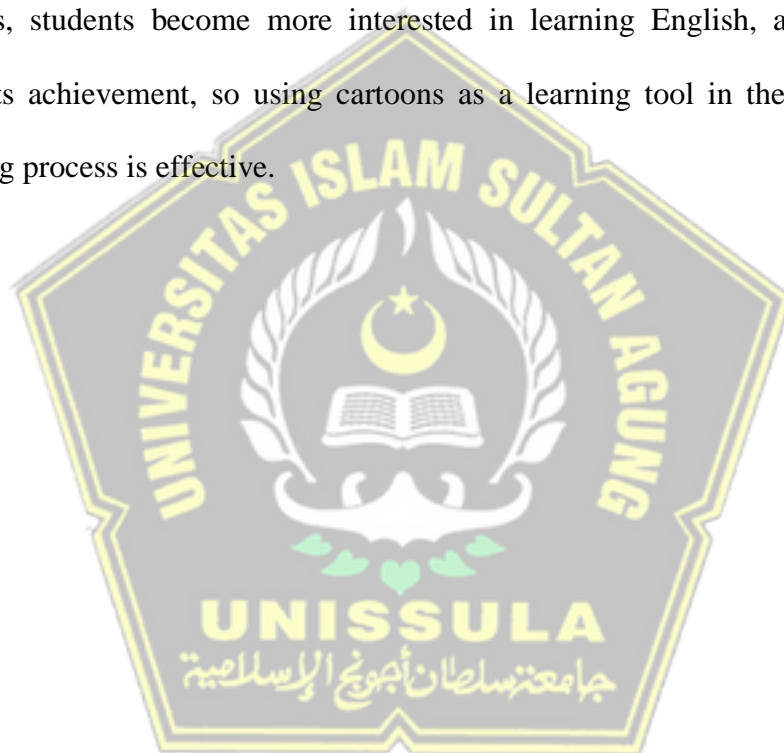 s, students become more interested in learning English, a
ts achievement, so using cartoons as a learning tool in the
g process is effective.
UNIVERSITAS ISLAM SULTAN AGUNG
UNISSULA
جامعة سلطان أجونج الإسلامية